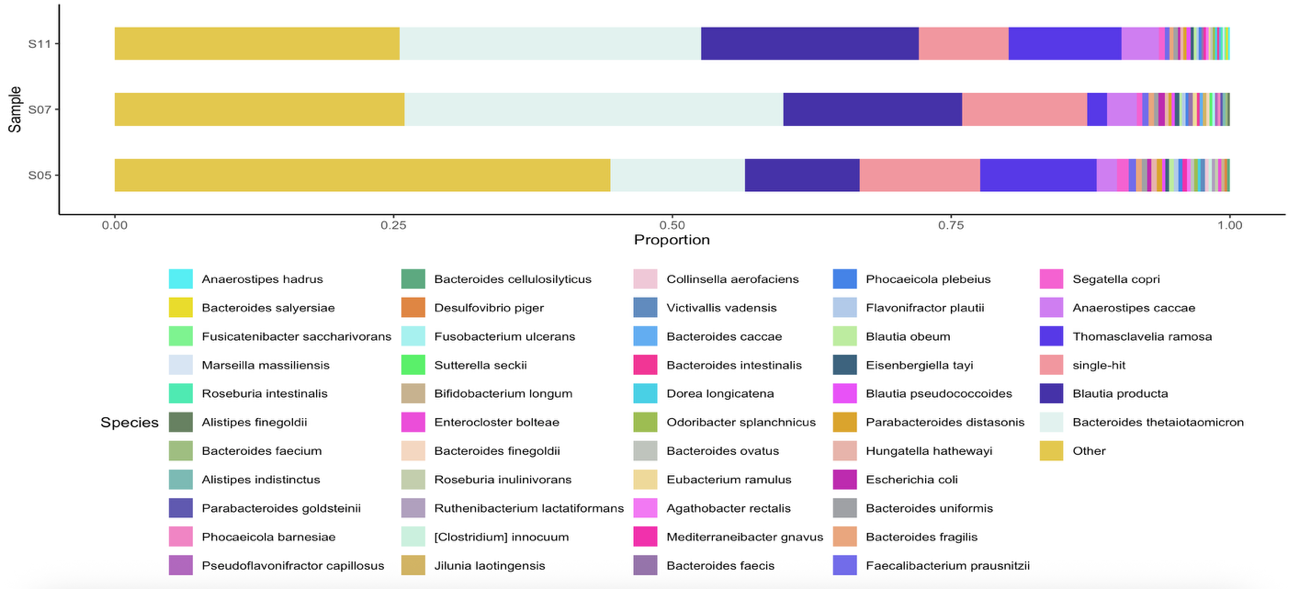 Sample
S11
S07
S05
0.00 0.25 0.50 0.75 1.00
Proportion
Species
Anaerostipes hadrus Bacteroides cellulosilyticus Collinsella aerofaciens Phocaeicola plebeius Segatella copri
Bacteroides salyersiae Desulfovibrio piger Victivallis vadensis Flavonifractor plautii Anaerostipes caccae
Fusicatenibacter saccharivorans Fusobacterium ulcerans Bacteroides caccae Blautia obeum Thomasclavelia ramosa
Marseilla massiliensis Sutterella seckii Bacteroides intestinalis Eisenbergiella tayi single-hit
Roseburia intestinalis Bifidobacterium longum Dorea longicatena Blautia pseudococcoides Blautia producta
Alistipes finegoldii Enterocloster bolteae Odoribacter splanchnicus Parabacteroides distasonis Bacteroides thetaiotaomicron
Bacteroides faecium Bacteroides finegoldii Bacteroides ovatus Hungatella hathewayi Other
Alistipes indistinctus Roseburia inulinivorans Eubacterium ramulus Escherichia coli
Parabacteroides goldsteinii Ruthenibacterium lactatiformans Agathobacter rectalis Bacteroides uniformis
Phocaeicola barnesiae [Clostridium] innocuum Mediterraneibacter gnavus Bacteroides fragilis
Pseudoflavonifractor capillosus Jilunia laotingensis Bacteroides faecis Faecalibacterium prausnitzii